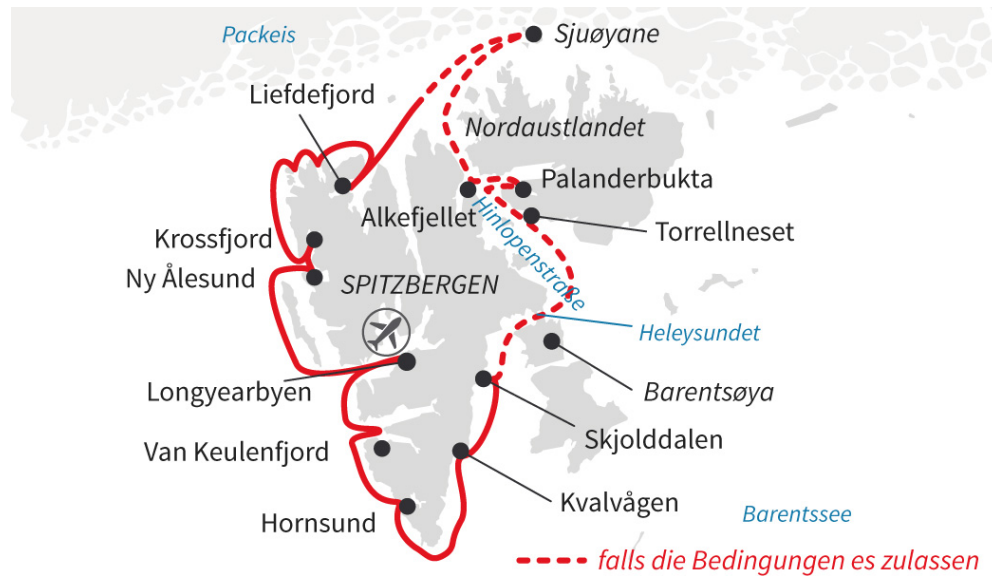 Packeis
Sjuøyane
Liefdefjord
Nordaustlandet
Palanderbukta
Alkefjellet
Hinlopenstraße
Torrellneset
Krossfjord
Ny Ålesund
SPITZBERGEN
Heleysundet
Longyearbyen
Barentsøya
Skjolddalen
Van Keulenfjord
Kvalvågen
Hornsund
Barentssee
falls die Bedingungen es zulassen